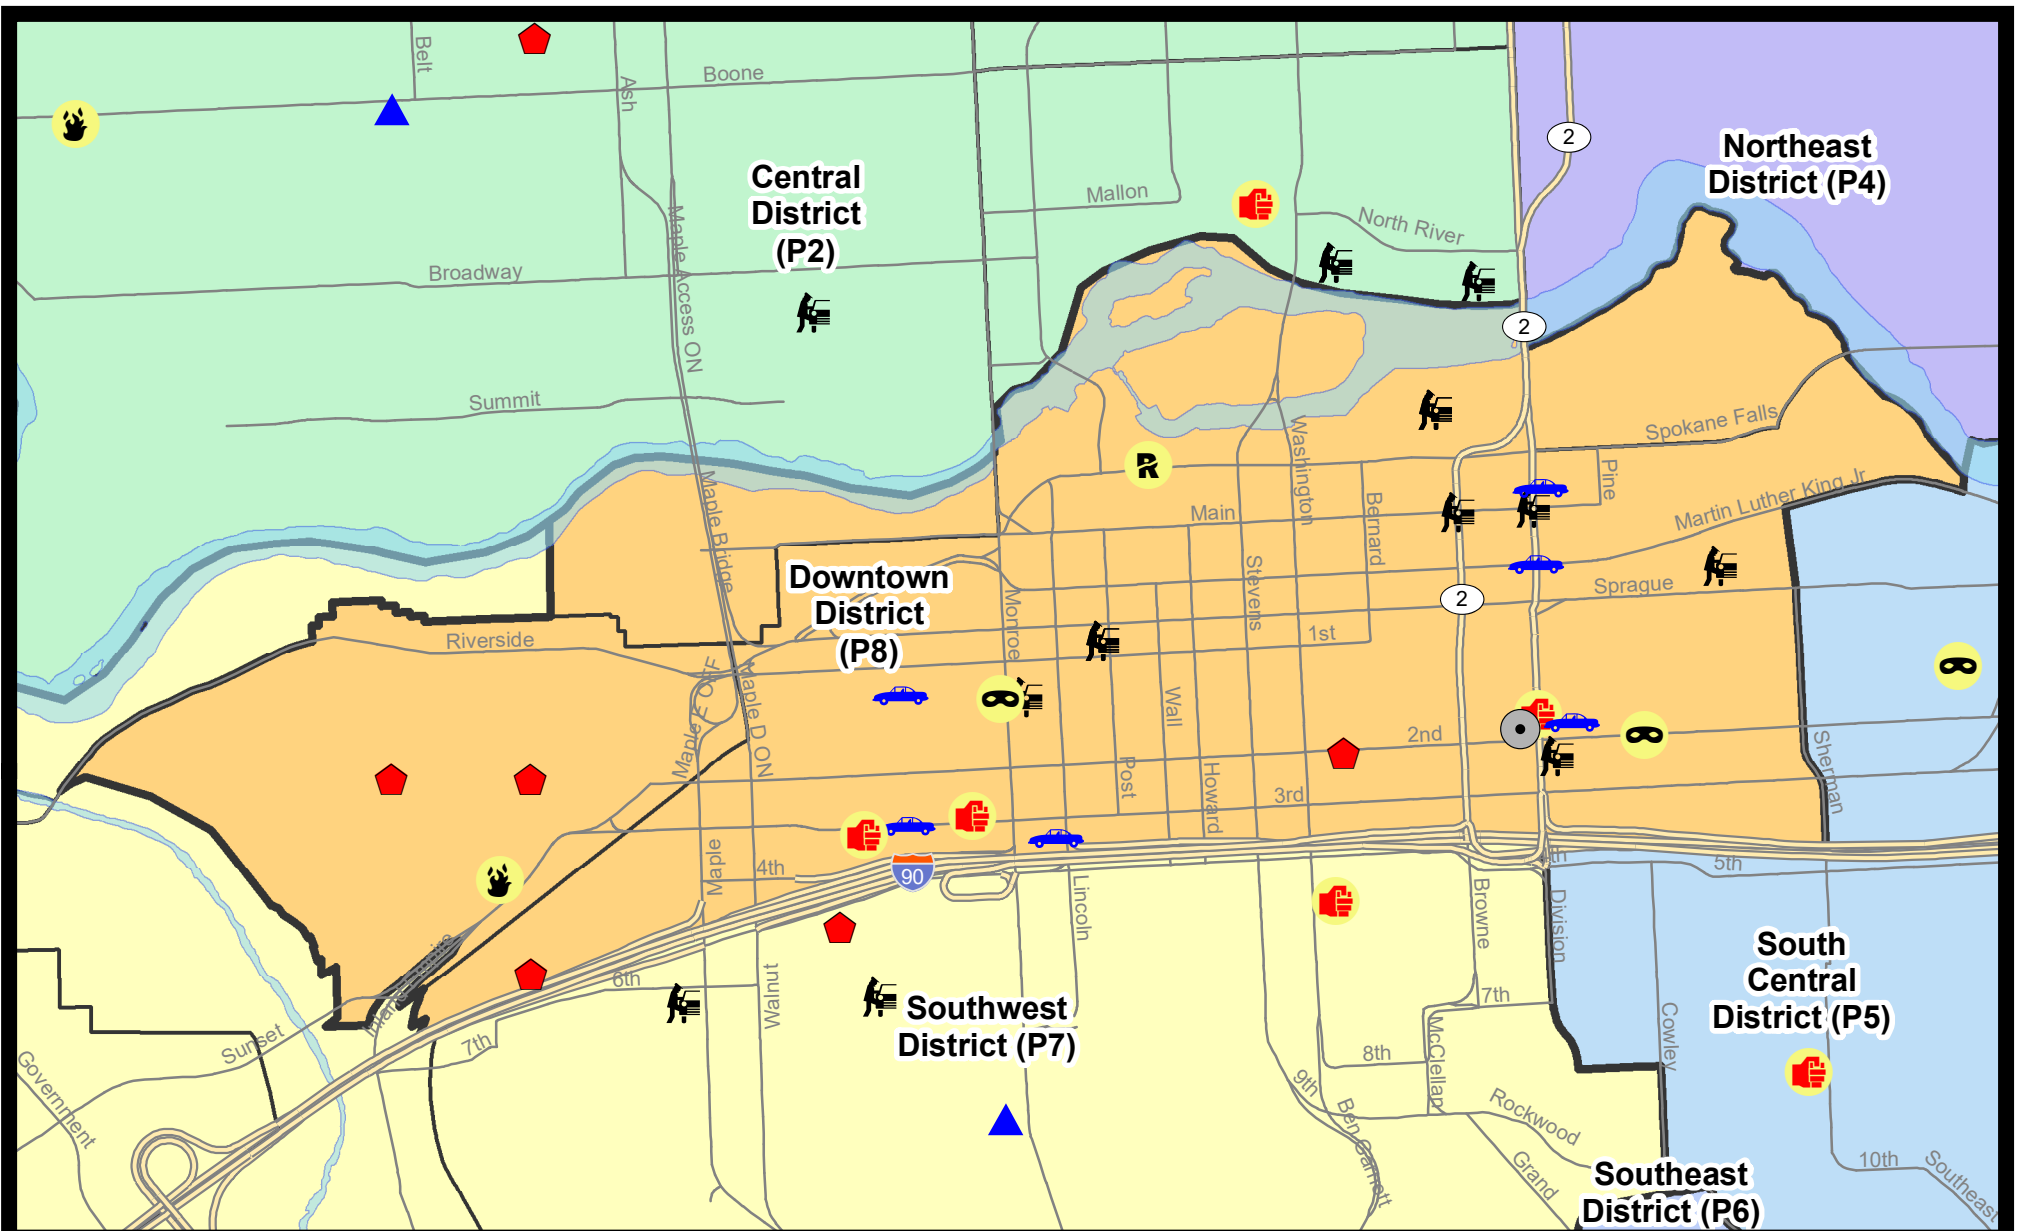 Belt
Boone
Ash
2
Northeast
District (P4)
Central
District
(P2)
Mallon
North River
Maple Access ON
Broadway
2
Summit
Spokane Falls
Washington
Pine
Maple Bridge
Bernard
Main
Martin Luther King Jr
R
Downtown
District
(P8)
Stevens
Monroe
2
Sprague
Riverside
1st
Maple E OFF
Maple D ON
Wall
2nd
Sherman
Post
Howard
3rd
Maple
4th
90
4th
5th
Lincoln
Browne
Division
Inland Empire
6th
Walnut
Southwest
District (P7)
South
Central
District (P5)
7th
Sunset
7th
McClellan
Cowley
Government
8th
9th
Ben Garnett
Rockwood
Grand
10th
Southeast
Southeast
District (P6)